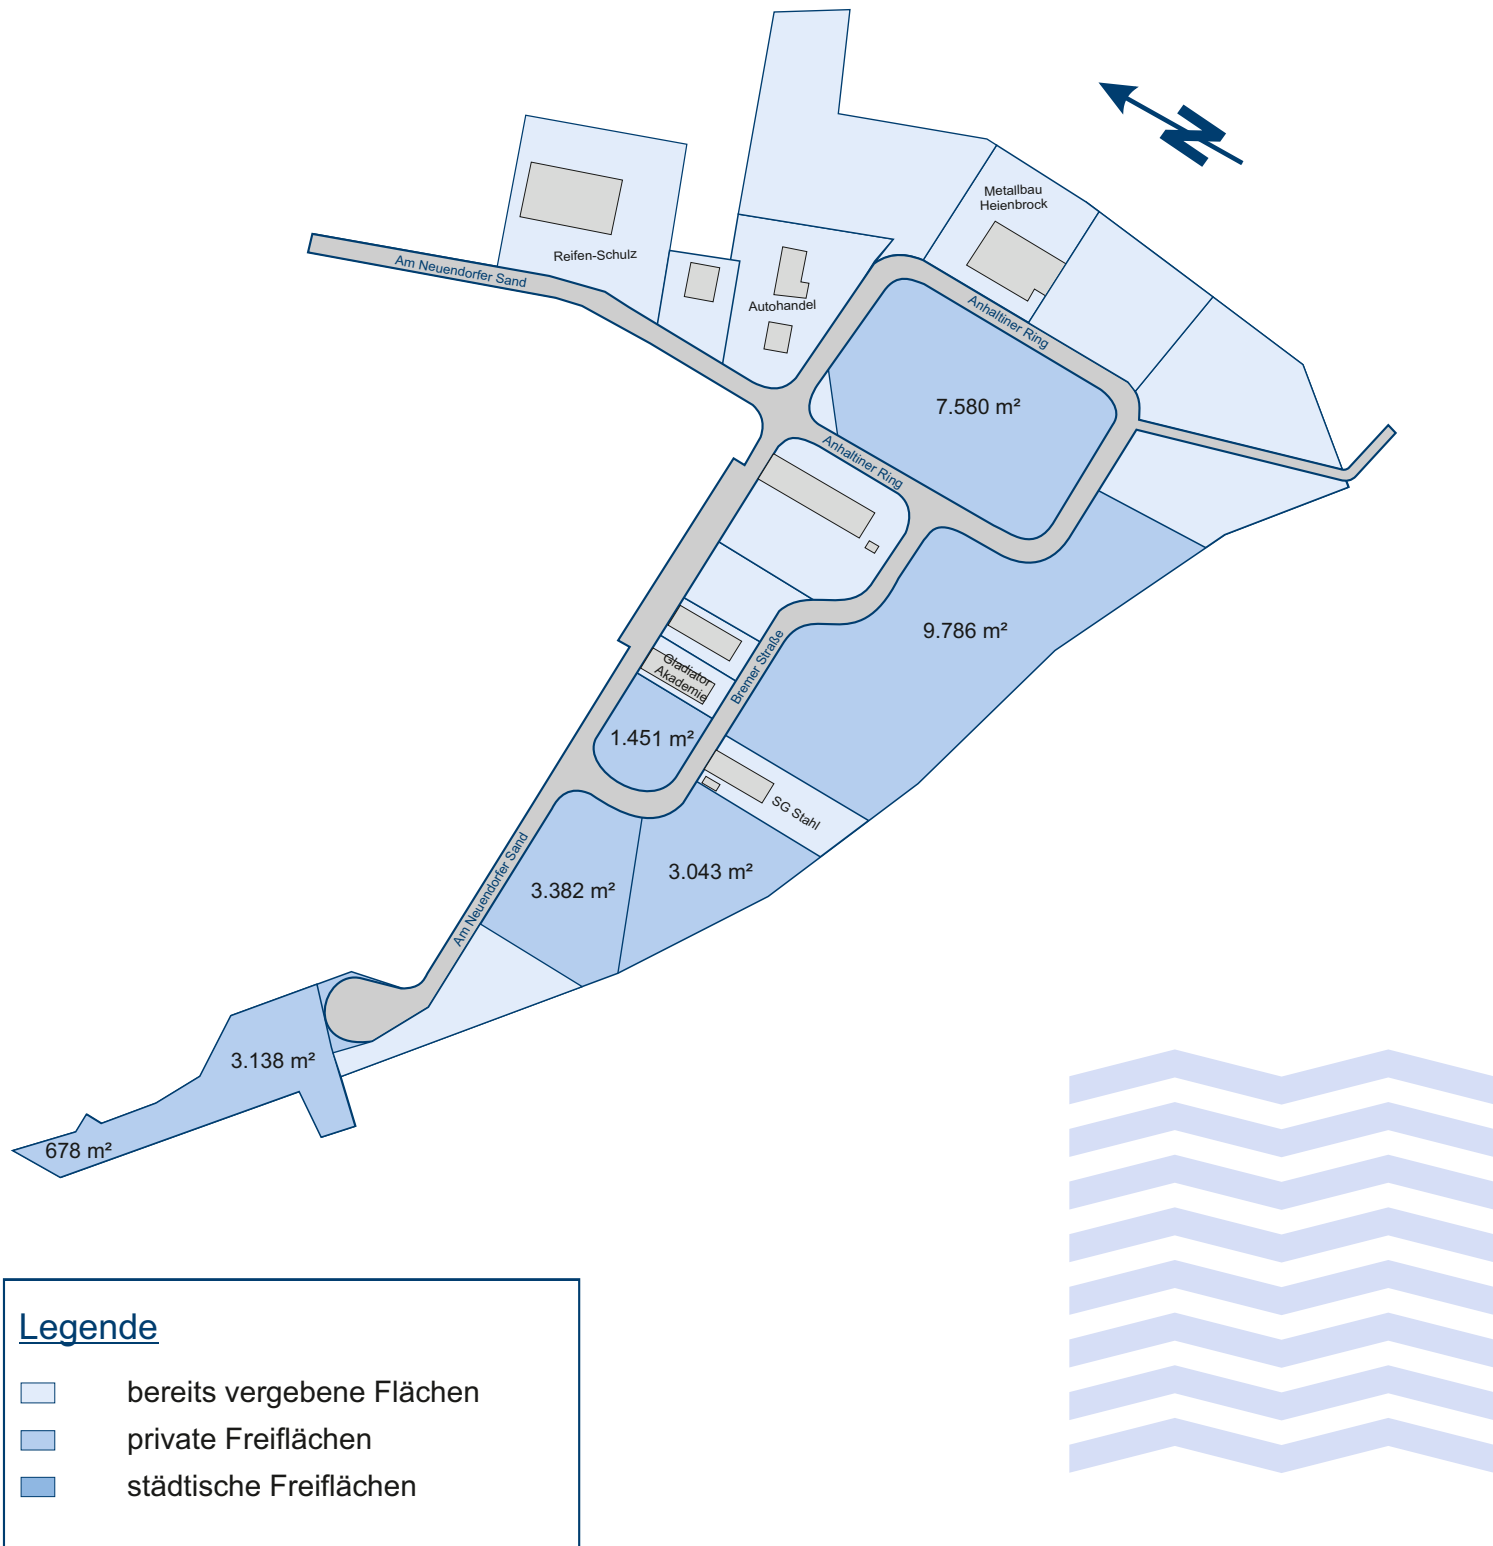 N
Metallbau
Heienbrock
Reifen-Schulz
Am Neuendorfer Sand
Autohandel
Anhaltiner Ring
7.580 m²
Anhaltiner Ring
9.786 m²
Gladiator
Akademie
Bremer Straße
1.451 m²
SG Stahl
3.043 m²
3.382 m²
Am Neuendorfer Sand
3.138 m²
678 m²
Legende
bereits vergebene Flächen
private Freiflächen
städtische Freiflächen